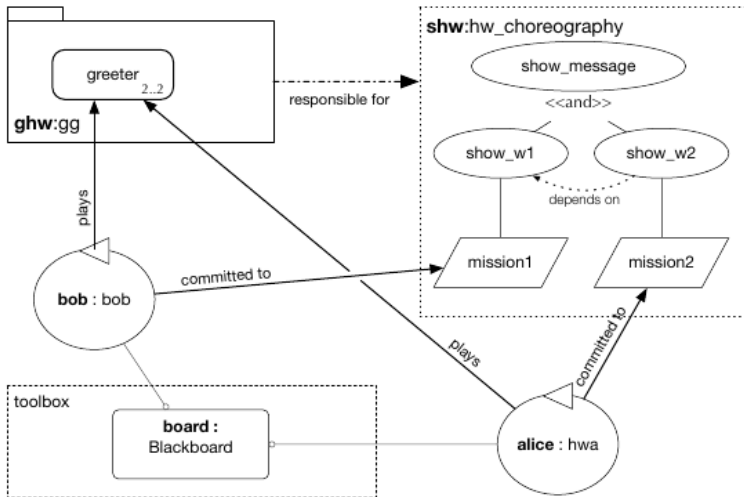 shw:hw_choreography
greeter
2..2
show_message
<<and>>
responsible for
ghw:gg
show_w1
show_w2
depends on
plays
committed to
mission1
mission2
bob : bob
plays
committed to
toolbox
board :
Blackboard
alice : hwa